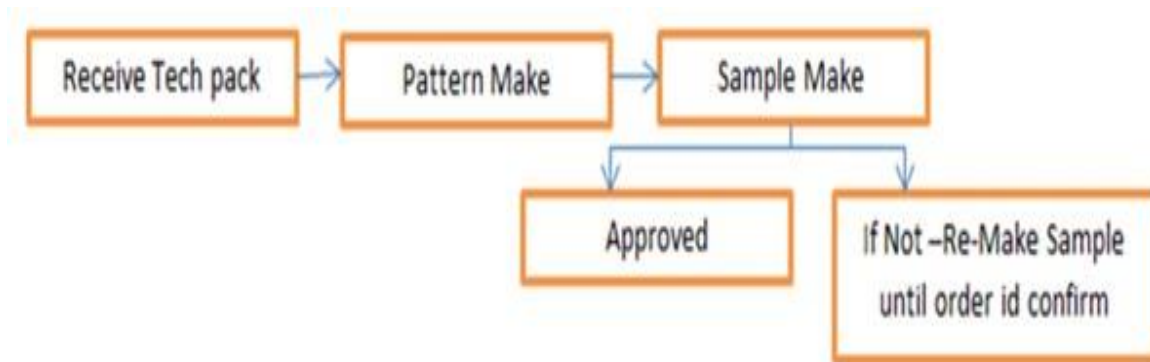 Receive Tech pack
Pattern Make
Sample Make
Approved
If Not –Re-Make Sample
until order id confirm